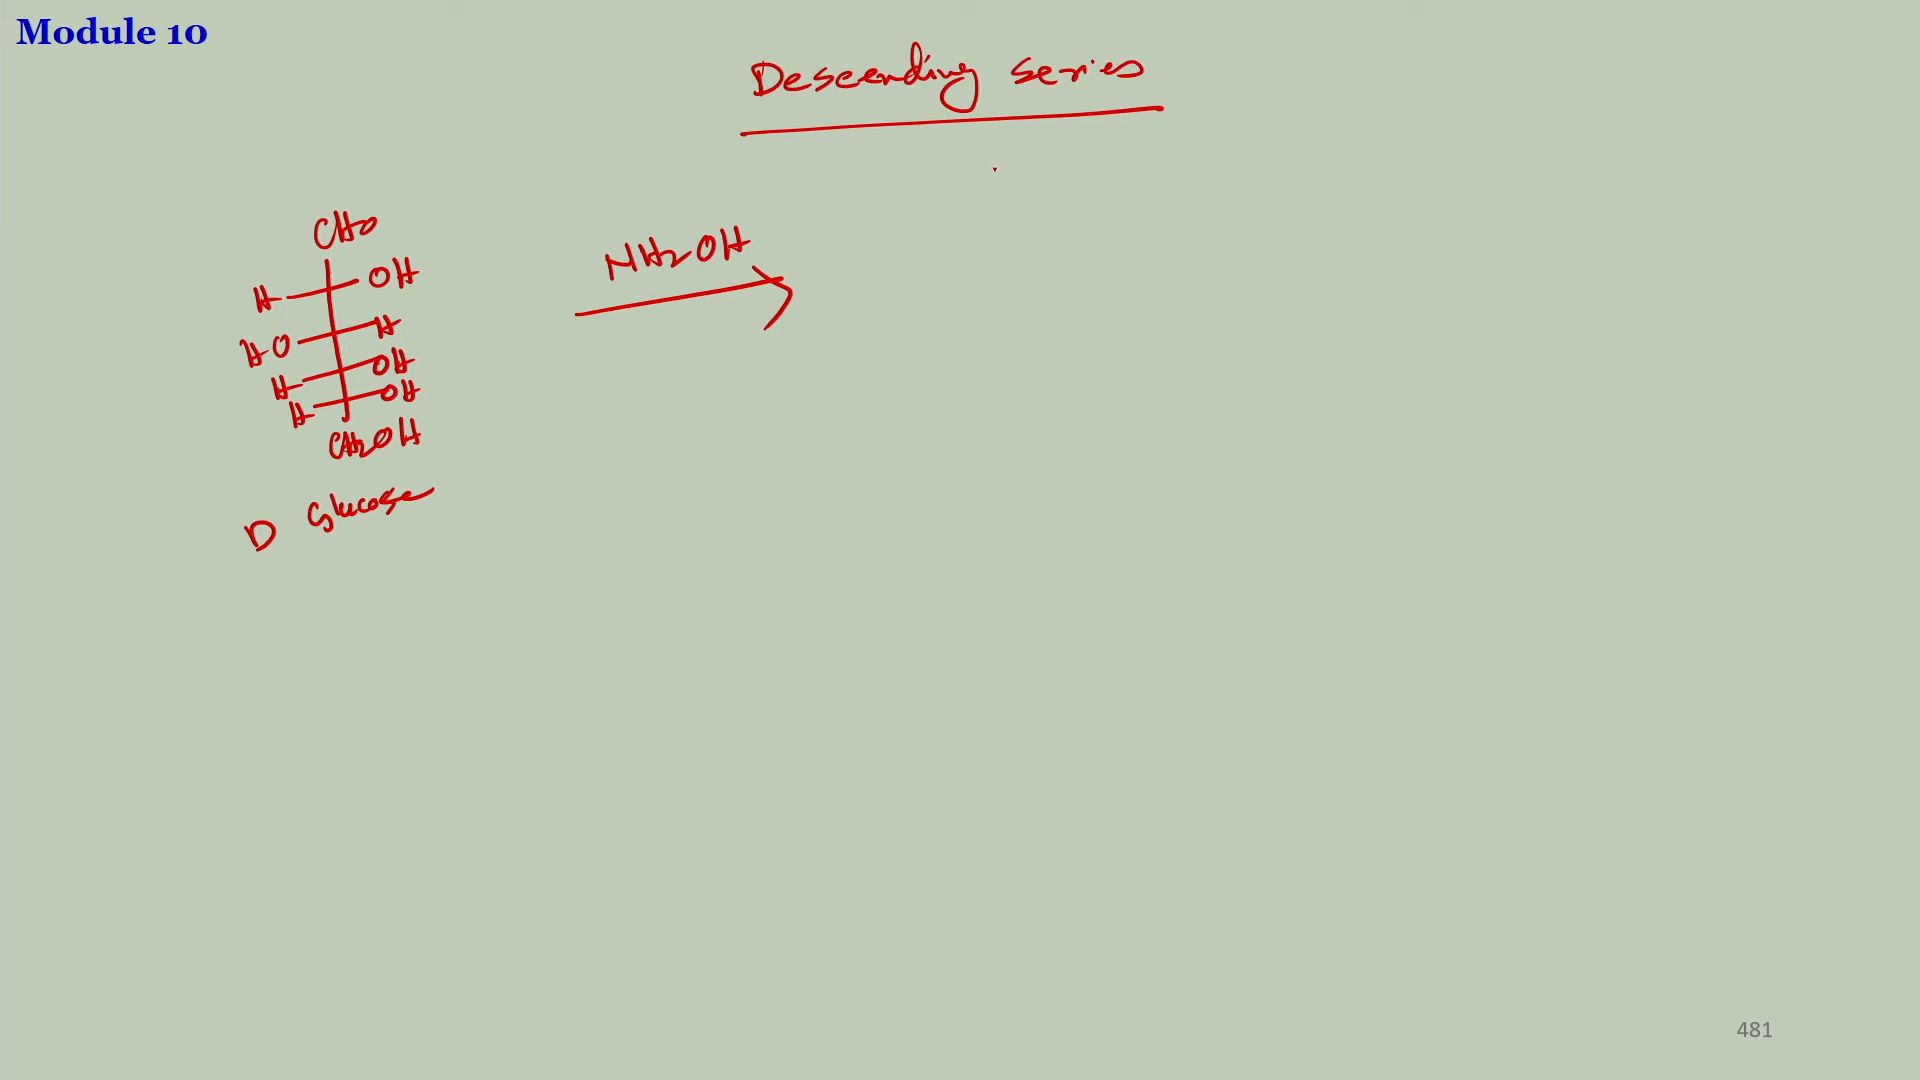 Module 10
Descending series
CHO
H OH
HO H
H OH
H OH
CH2OH
D Glucose
NH2OH
481